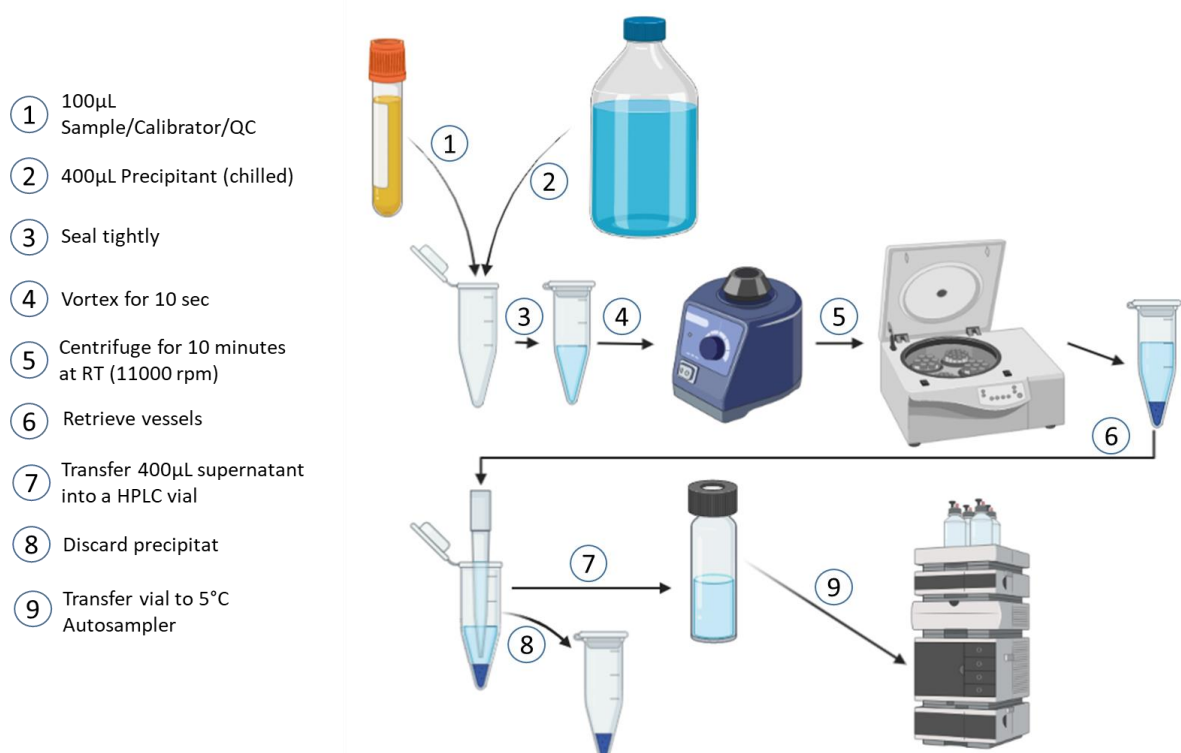 1 100µL
Sample/Calibrator/QC
2 400µL Precipitant (chilled)
3 Seal tightly
4 Vortex for 10 sec
5 Centrifuge for 10 minutes
at RT (11000 rpm)
6 Retrieve vessels
7 Transfer 400µL supernatant
into a HPLC vial
8 Discard precipitat
9 Transfer vial to 5°C
Autosampler
1
2
3
4
5
6
7
8
9